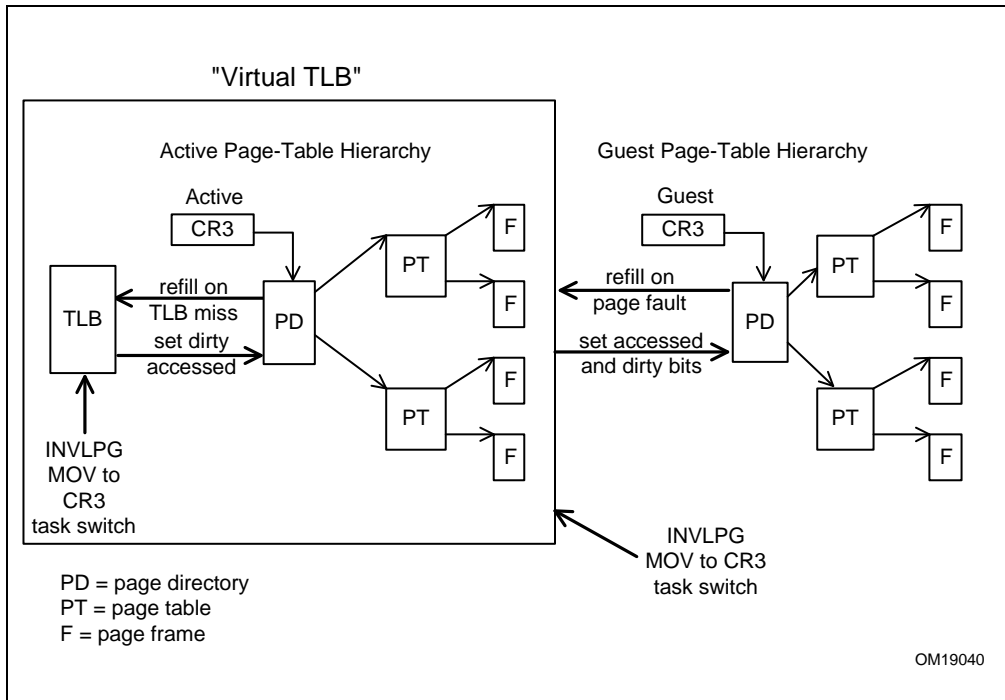 "Virtual TLB"
Active Page-Table Hierarchy
Guest Page-Table Hierarchy
Active
CR3
Guest
CR3
F
F
PT
PT
F
F
refill on
TLB miss
TLB
PD
set dirty
accessed
refill on
page fault
PD
set accessed
and dirty bits
F
F
PT
PT
F
F
INVLPG
MOV to
CR3
task switch
INVLPG
MOV to CR3
task switch
PD = page directory
PT = page table
F = page frame
OM19040